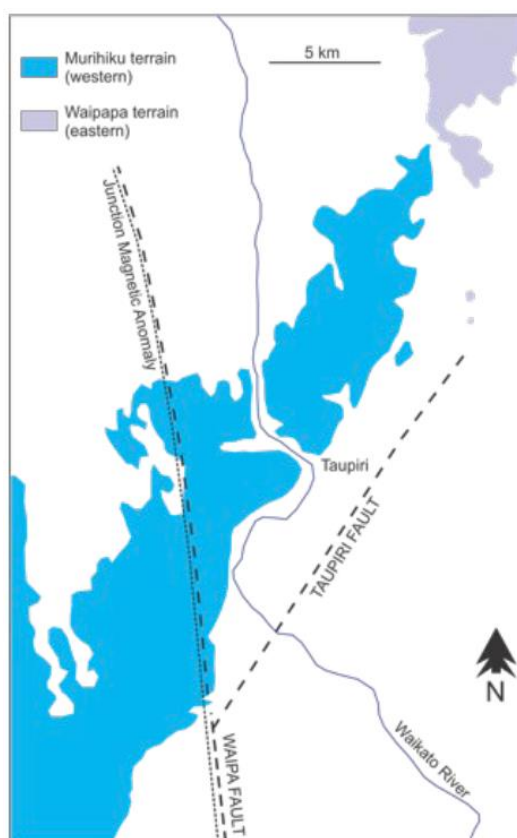 Murihiku terrain
(western)
Waipapa terrain
(eastern)
5 km
Junction Magnetic Anomaly
Taupiri
TAUPIRI FAULT
N
WAIPA FAULT
Waikato River